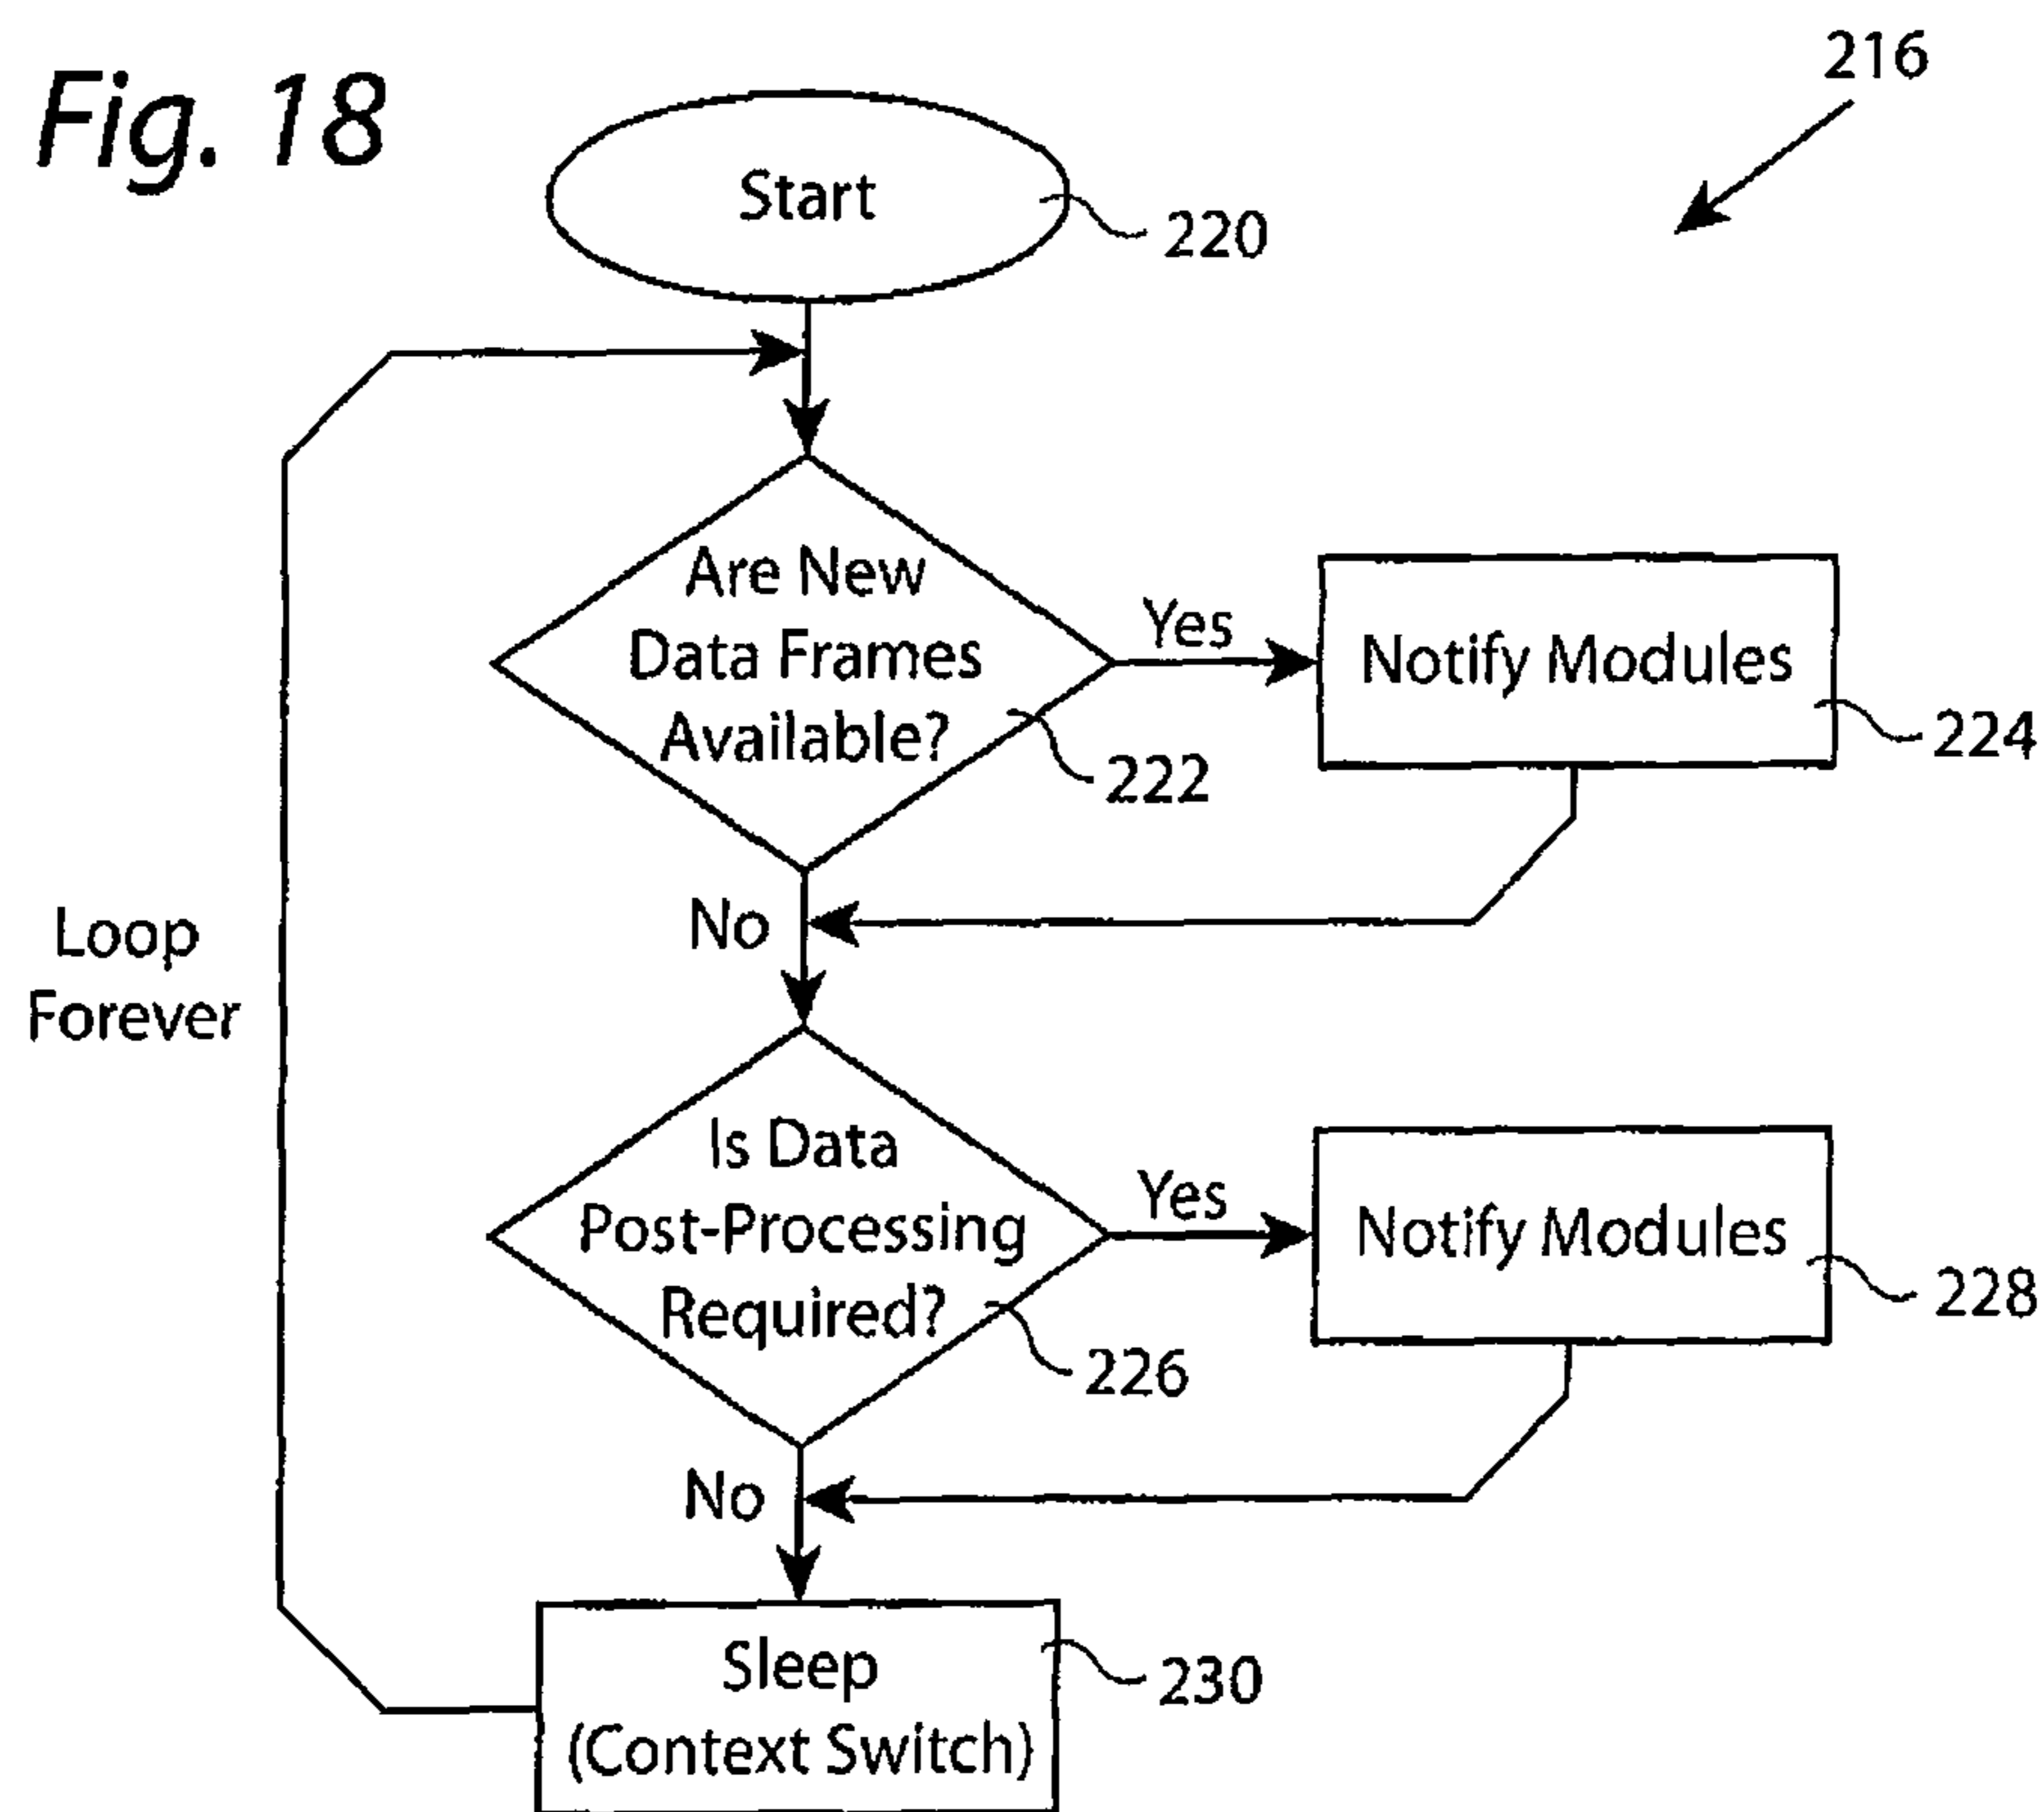 Fig. 18
216
Start
220
Are New
Data Frames
Available?
222
Yes
Notify Modules
224
No
Loop
Forever
Is Data
Post-Processing
Required?
226
Yes
Notify Modules
228
No
Sleep
(Context Switch)
230